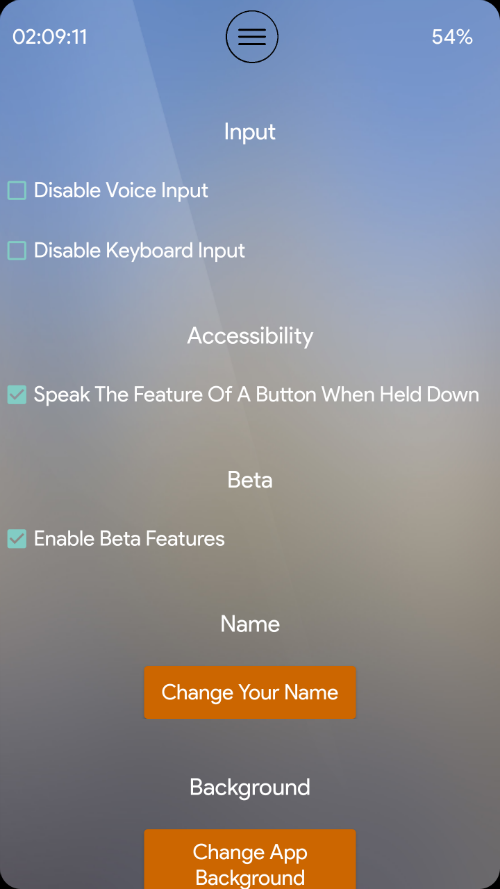 02:09:11
54%
Input
Disable Voice Input
Disable Keyboard Input
Accessibility
Speak The Feature Of A Button When Held Down
Beta
Enable Beta Features
Name
Change Your Name
Background
Change App
Background